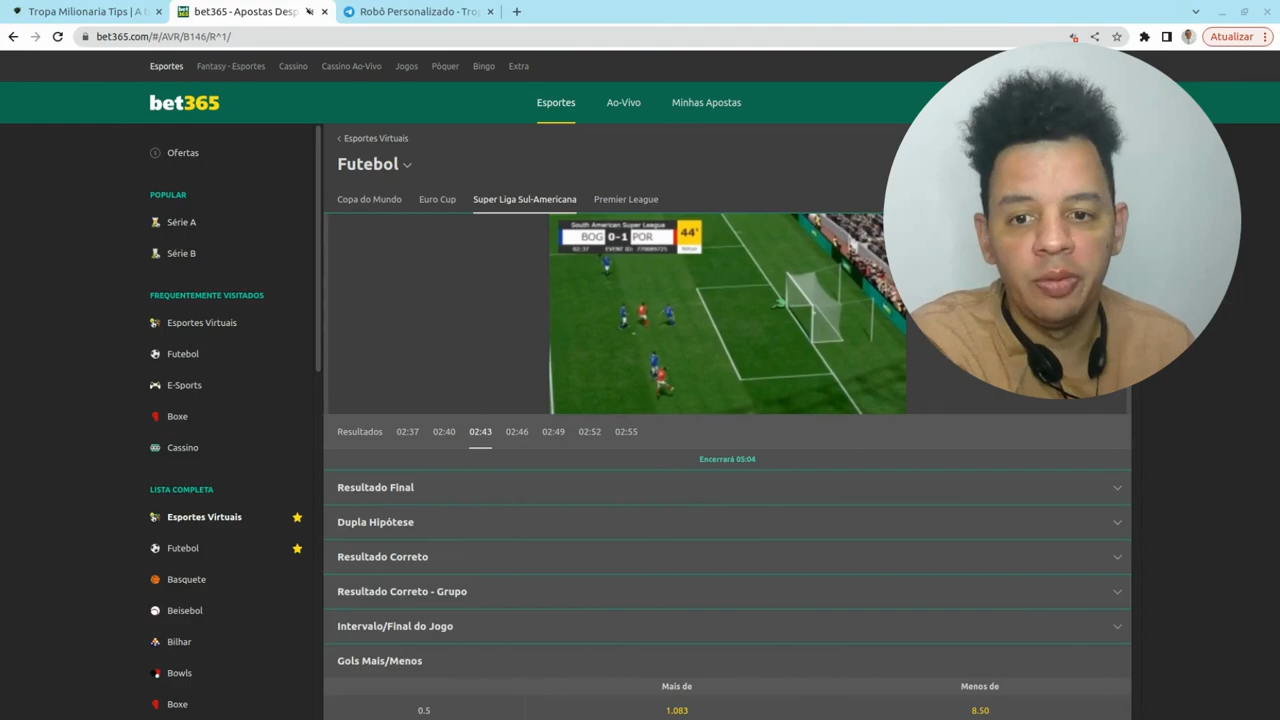 Tropa Milionaria Tips | A t
bet365 - Apostas Desp
Robô Personalizado - Trop
bet365.com/#/AVR/B146/R^1/
Atualizar
Esportes Fantasy - Esportes Cassino Cassino Ao-Vivo Jogos Pôquer Bingo Extra
bet365
Esportes Ao-Vivo Minhas Apostas
Ofertas
POPULAR
Série A
Série B
FREQUENTEMENTE VISITADOS
Esportes Virtuais
Futebol
E-Sports
Boxe
Cassino
LISTA COMPLETA
Esportes Virtuais
Futebol
Basquete
Beisebol
Bilhar
Bowls
Boxe
Esportes Virtuais
Futebol
Copa do Mundo Euro Cup Super Liga Sul-Americana Premier League
South American Super League
BOG 0-1 POR 44'
02:37 EVENT ID: 770089725
Resultados 02:37 02:40 02:43 02:46 02:49 02:52 02:55
Encerrará 05:04
Resultado Final
Dupla Hipótese
Resultado Correto
Resultado Correto - Grupo
Intervalo/Final do Jogo
Gols Mais/Menos
Mais de Menos de
0.5 1.083 8.50